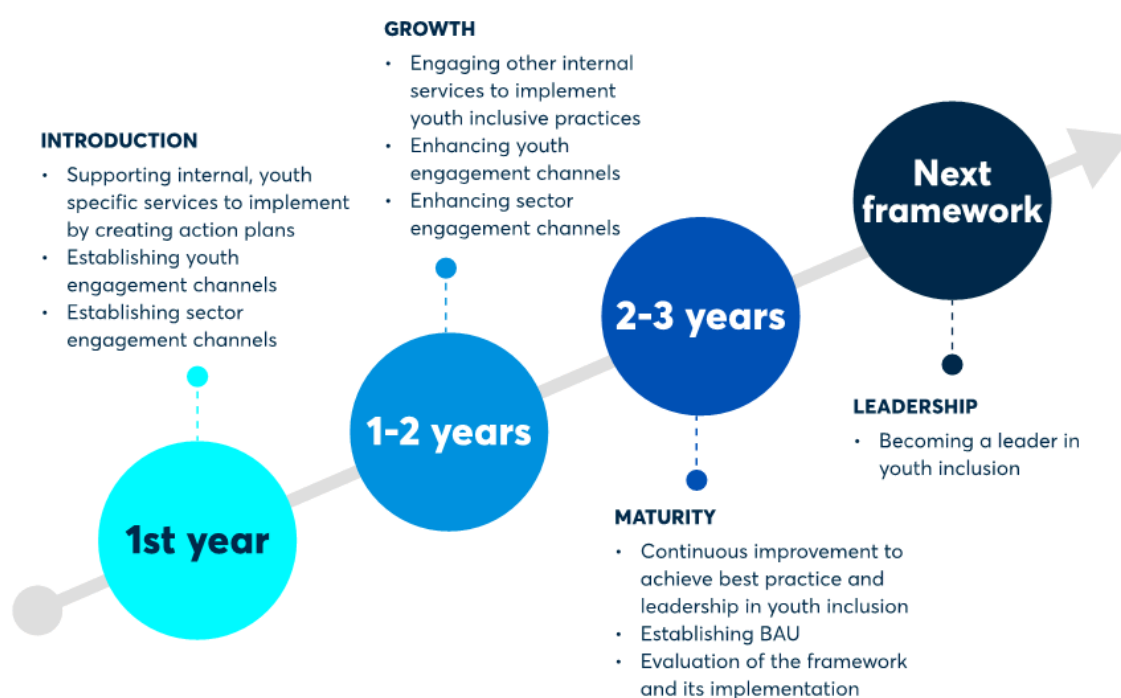 INTRODUCTION
• Supporting internal, youth
specific services to implement
by creating action plans
• Establishing youth
engagement channels
• Establishing sector
engagement channels
1st year
GROWTH
• Engaging other internal
services to implement
youth inclusive practices
• Enhancing youth
engagement channels
• Enhancing sector
engagement channels
1-2 years
2-3 years
MATURITY
• Continuous improvement to
achieve best practice and
leadership in youth inclusion
• Establishing BAU
• Evaluation of the framework
and its implementation
Next
framework
LEADERSHIP
• Becoming a leader in
youth inclusion